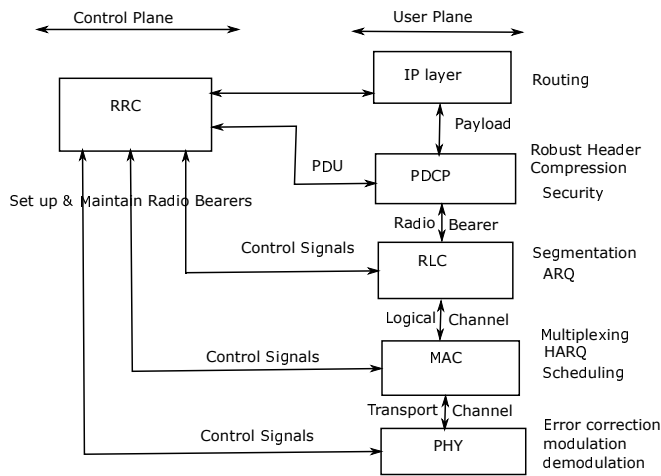 Control Plane
User Plane
IP layer
Routing
RRC
Payload
Robust Header
Compression
PDU
PDCP
Security
Set up & Maintain Radio Bearers
Radio Bearer
Control Signals
RLC
Segmentation
ARQ
Logical Channel
Multiplexing
HARQ
Scheduling
Control Signals
MAC
Transport Channel
Error correction
modulation
demodulation
Control Signals
PHY